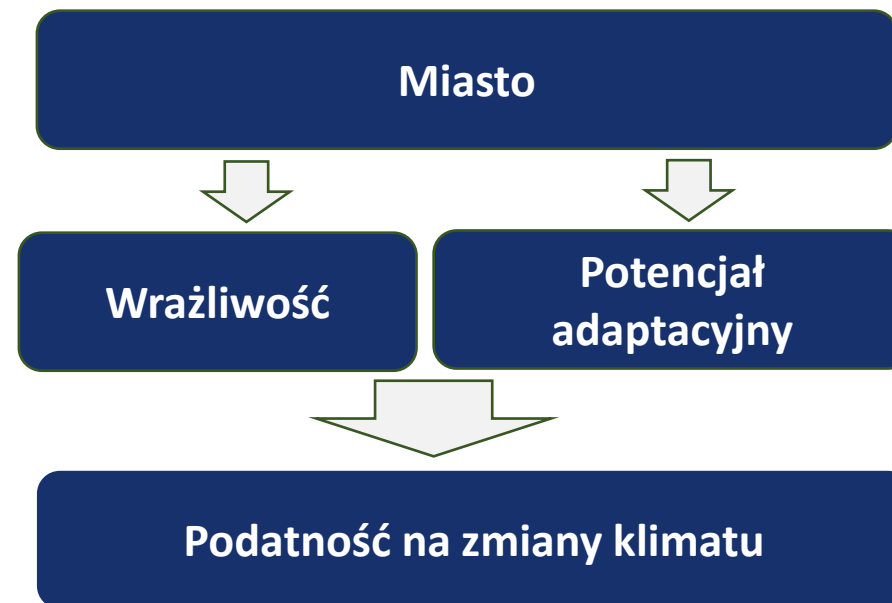 Miasto
Wrażliwość
Potencjał
adaptacyjny
Podatność na zmiany klimatu